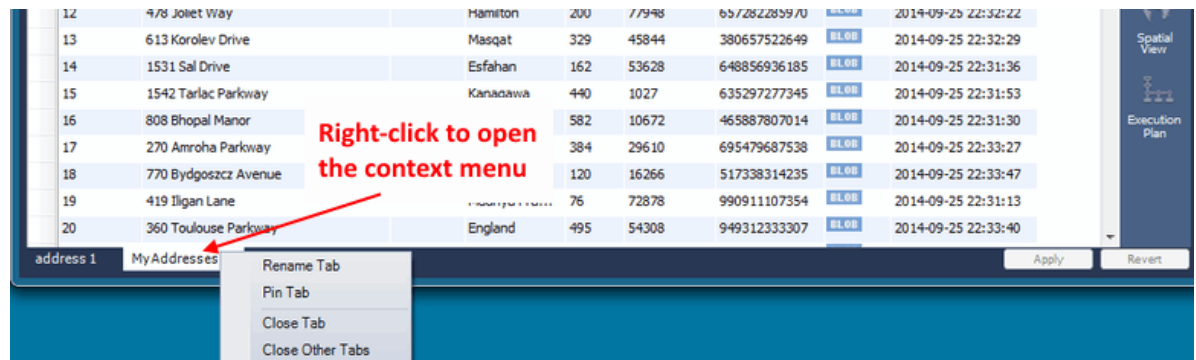 12 478 Joliet Way Hamilton 200 77948 657282285970 BLOB 2014-09-25 22:32:22
13 613 Korolev Drive Masqat 329 45844 380657522649 BLOB 2014-09-25 22:32:29
Spatial
View
14 1531 Sal Drive Esfahan 162 53628 648856936185 BLOB 2014-09-25 22:31:36
15 1542 Tarlac Parkway Kanagawa 440 1027 635297277345 BLOB 2014-09-25 22:31:53
16 808 Bhopal Manor 582 10672 465887807014 BLOB 2014-09-25 22:31:30
Execution
Plan
Right-click to open
the context menu
17 270 Amroha Parkway 384 29610 695479687538 BLOB 2014-09-25 22:33:27
18 770 Bydgoszcz Avenue 120 16266 517338314235 BLOB 2014-09-25 22:33:47
19 419 Iligan Lane 76 72878 990911107354 BLOB 2014-09-25 22:31:13
20 360 Toulouse Parkway England 495 54308 949312333307 BLOB 2014-09-25 22:33:40
address 1 MyAddresses Apply Revert
Rename Tab
Pin Tab
Close Tab
Close Other Tabs